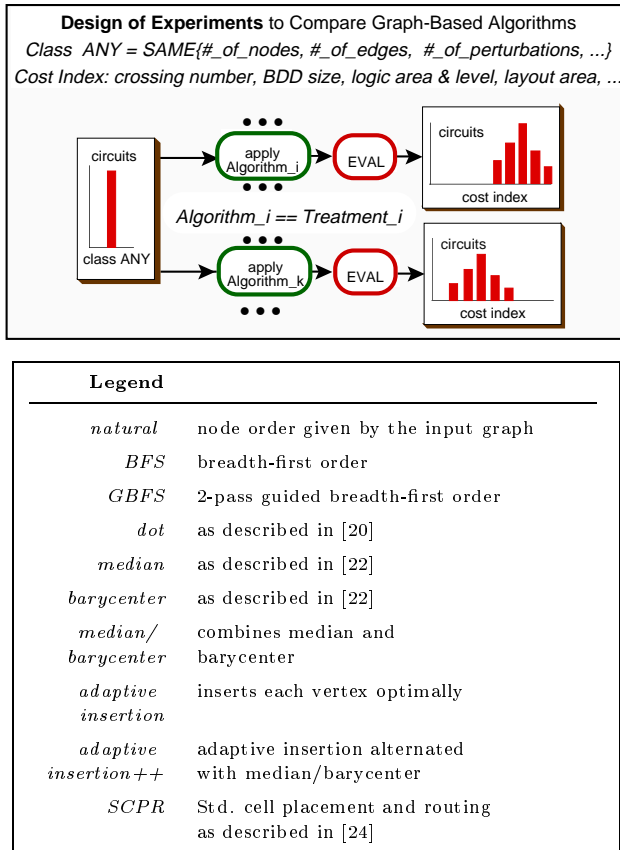 Design of Experiments to Compare Graph-Based Algorithms
Class ANY = SAME{#_of_nodes, #_of_edges, #_of_perturbations, ...}
Cost Index: crossing number, BDD size, logic area & level, layout area, ...
circuits
class ANY
apply
Algorithm_i
EVAL
circuits
cost index
Algorithm_i == Treatment_i
apply
Algorithm_k
EVAL
circuits
cost index
Legend
natural node order given by the input graph
BFS breadth-first order
GBFS 2-pass guided breadth-first order
dot as described in [20]
median as described in [22]
barycenter as described in [22]
median/ combines median and
barycenter barycenter
adaptive inserts each vertex optimally
insertion
adaptive adaptive insertion alternated
insertion++ with median/barycenter
SCPR Std. cell placement and routing
as described in [24]